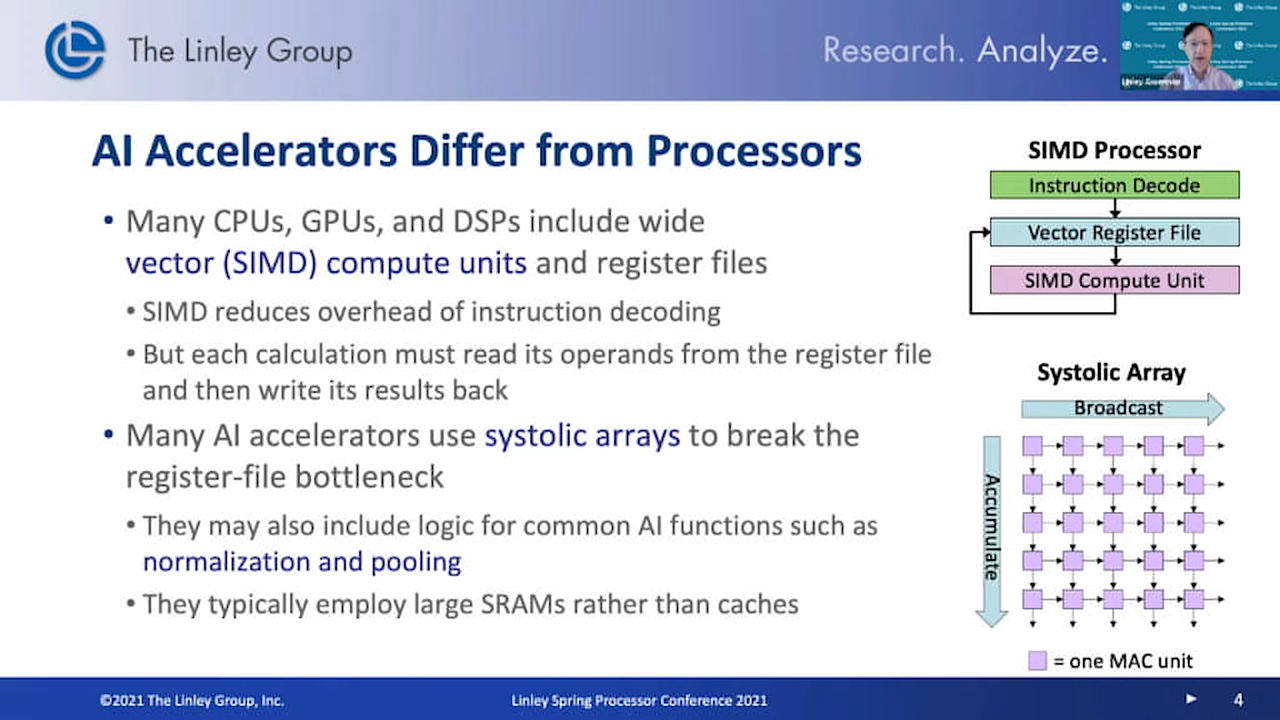 The Linley Group
Research. Analyze.
Linley Gwennap
AI Accelerators Differ from Processors
• Many CPUs, GPUs, and DSPs include wide
vector (SIMD) compute units and register files
• SIMD reduces overhead of instruction decoding
• But each calculation must read its operands from the register file
and then write its results back
• Many AI accelerators use systolic arrays to break the
register-file bottleneck
• They may also include logic for common AI functions such as
normalization and pooling
• They typically employ large SRAMs rather than caches
SIMD Processor
Instruction Decode
Vector Register File
SIMD Compute Unit
Systolic Array
Broadcast
Accumulate
= one MAC unit
©2021 The Linley Group, Inc.
Linley Spring Processor Conference 2021
4